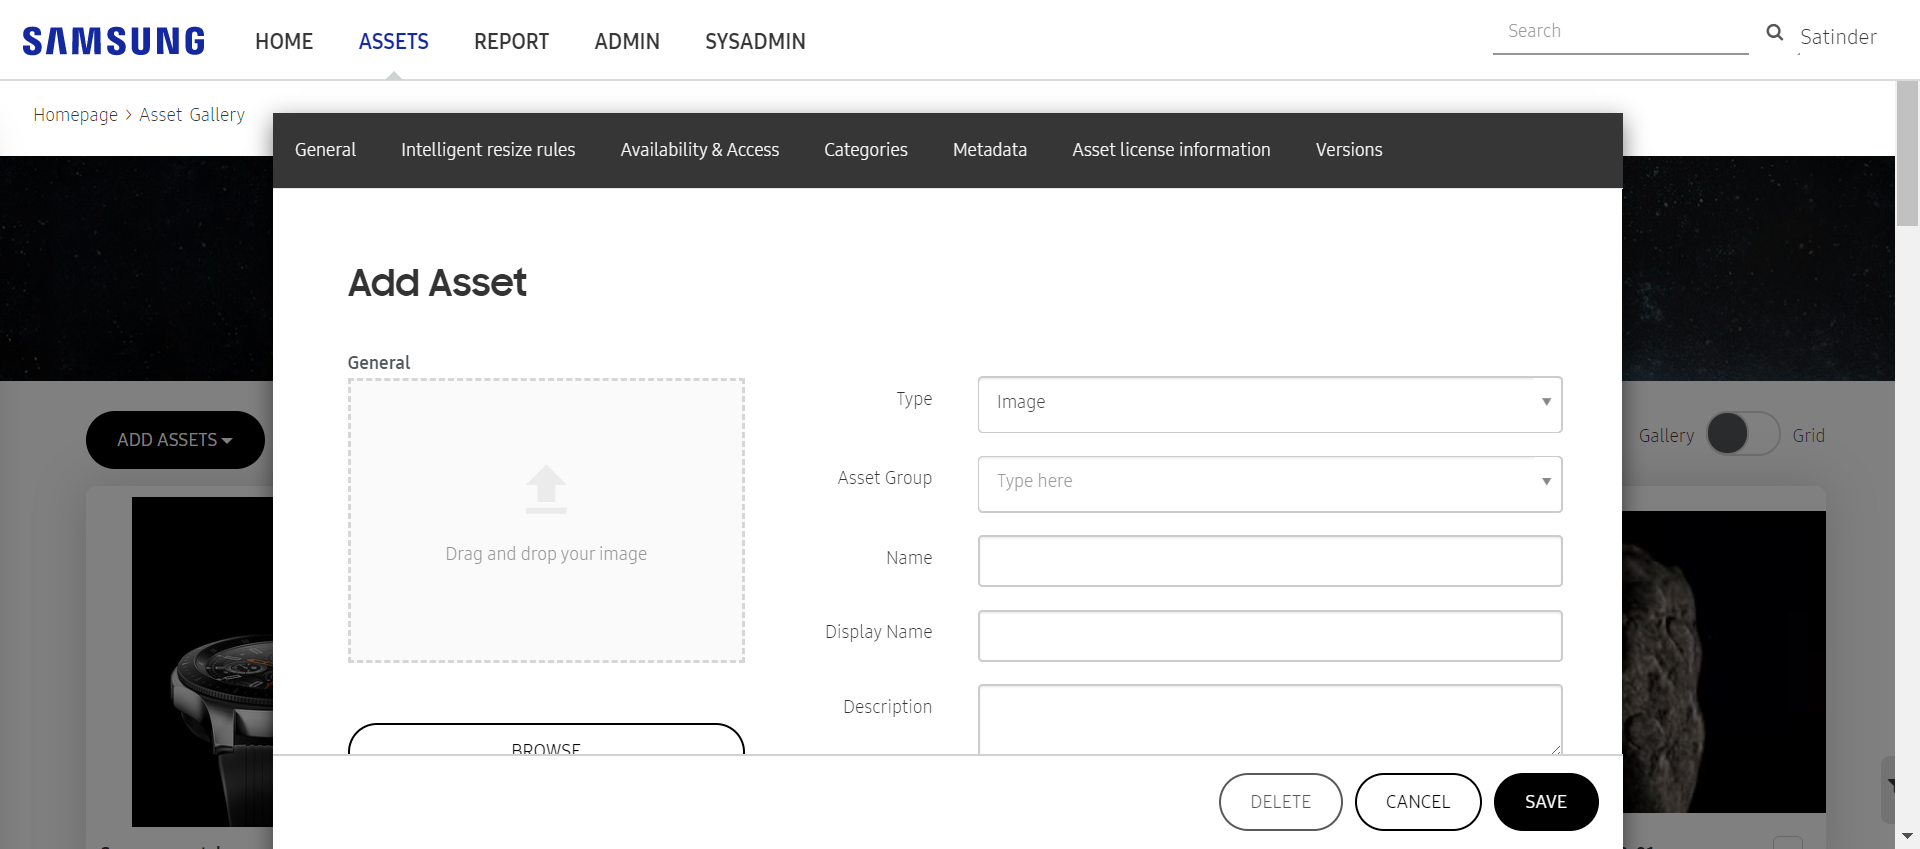 SAMSUNG HOME ASSETS REPORT ADMIN SYSADMIN Search Satinder
Homepage > Asset Gallery
General Intelligent resize rules Availability & Access Categories Metadata Asset license information Versions
Add Asset
General
Drag and drop your image
BROWSE
Type Image
Asset Group Type here
Name
Display Name
Description
ADD ASSETS
Gallery Grid
DELETE CANCEL SAVE